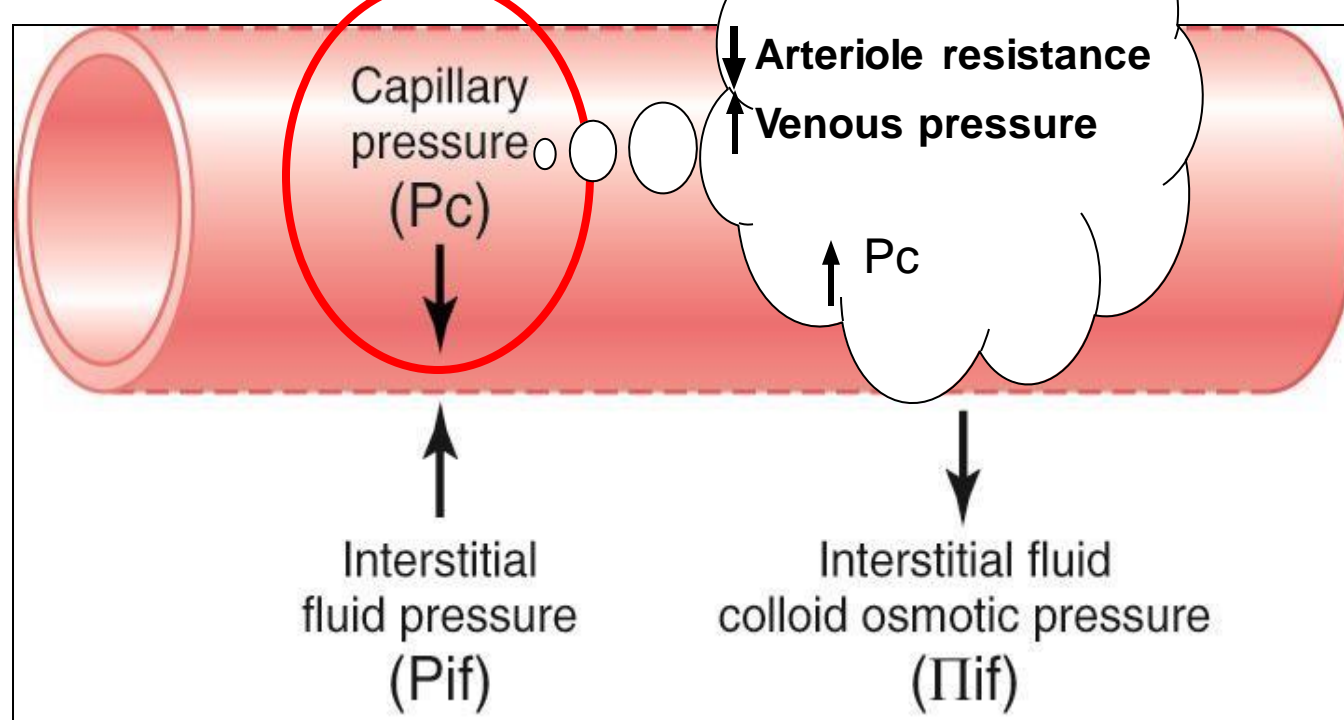 Capillary
pressure
(Pc)
Arteriole resistance
Venous pressure
Pc
Interstitial
fluid pressure
(Pif)
Interstitial fluid
colloid osmotic pressure
(Πif)